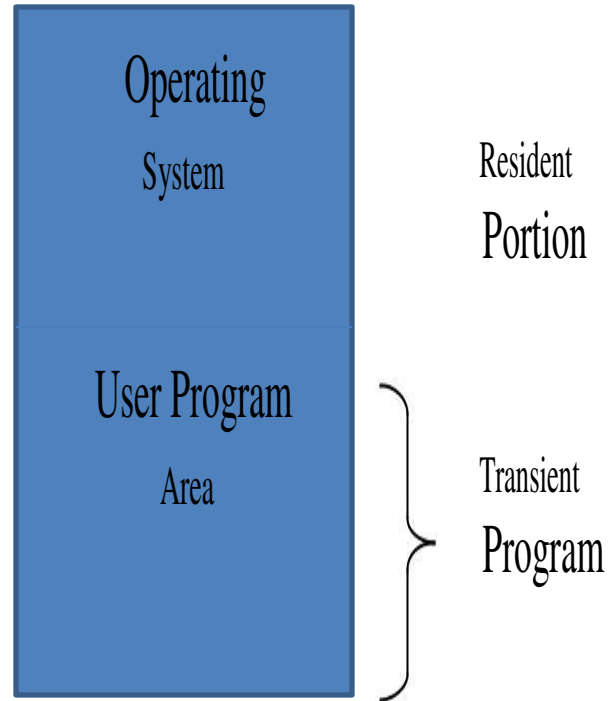 Operating
System
Resident
Portion
User Program
Area
Transient
Program